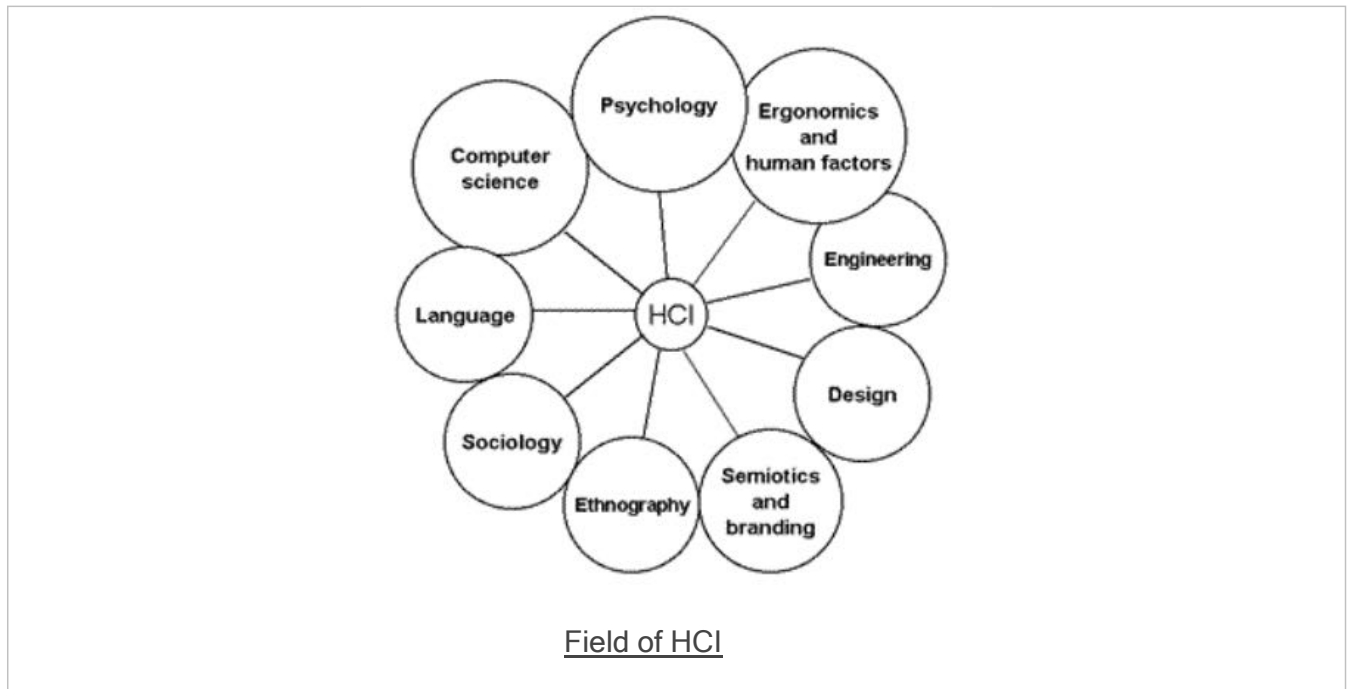 Psychology
Ergonomics
and
human factors
Computer
science
Engineering
Language
HCI
Design
Sociology
Semiotics
and
branding
Ethnography
Field of HCI